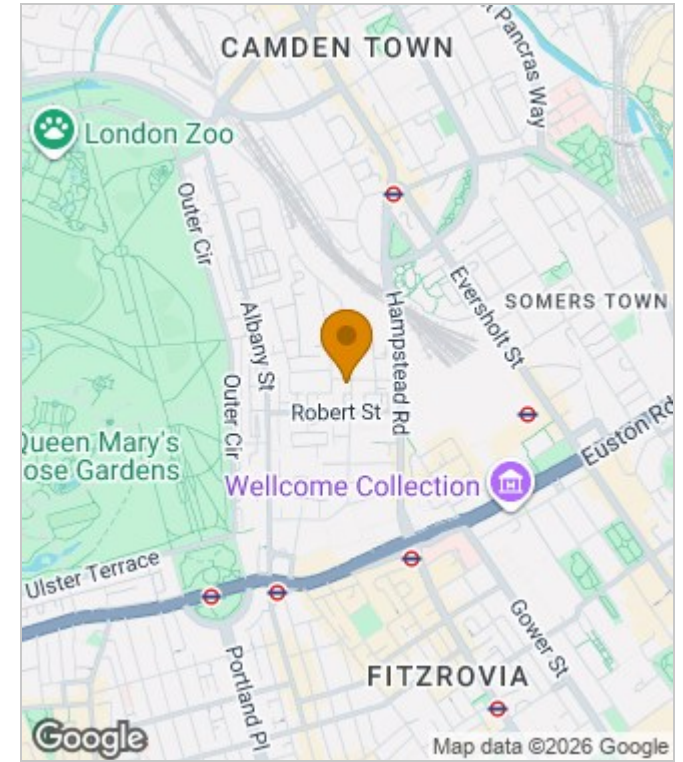 CAMDEN TOWN
t Pancras Way
London Zoo
Outer Cir
Albany St
Hampstead Rd
Eversholt St
SOMERS TOWN
Outer Cir
Robert St
Queen Mary's
ose Gardens
Euston Rd
Wellcome Collection
Ulster Terrace
Gower St
Portland Pl
FITZROVIA
Google
Map data ©2026 Google